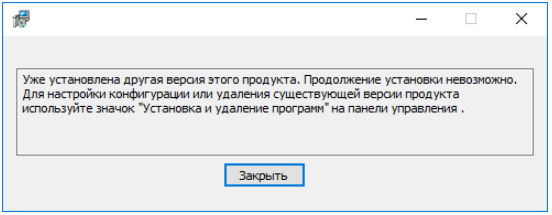 Уже установлена другая версия этого продукта. Продолжение установки невозможно.
Для настройки конфигурации или удаления существующей версии продукта
используйте значок "Установка и удаление программ" на панели управления .
Закрыть